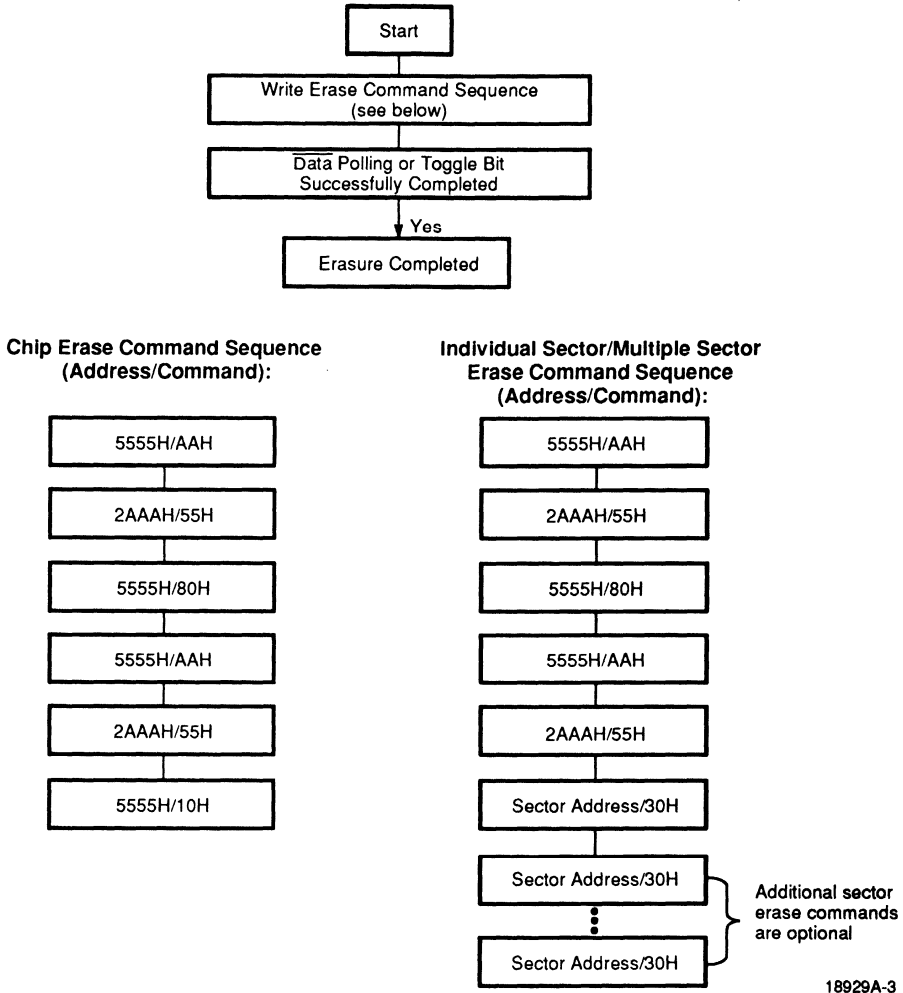 Start
Write Erase Command Sequence
(see below)
Data Polling or Toggle Bit
Successfully Completed
Yes
Erasure Completed
Chip Erase Command Sequence
(Address/Command):
5555H/AAH
2AAAH/55H
5555H/80H
5555H/AAH
2AAAH/55H
5555H/10H
Individual Sector/Multiple Sector
Erase Command Sequence
(Address/Command):
5555H/AAH
2AAAH/55H
5555H/80H
5555H/AAH
2AAAH/55H
Sector Address/30H
Sector Address/30H
Sector Address/30H
Additional sector
erase commands
are optional
18929A-3